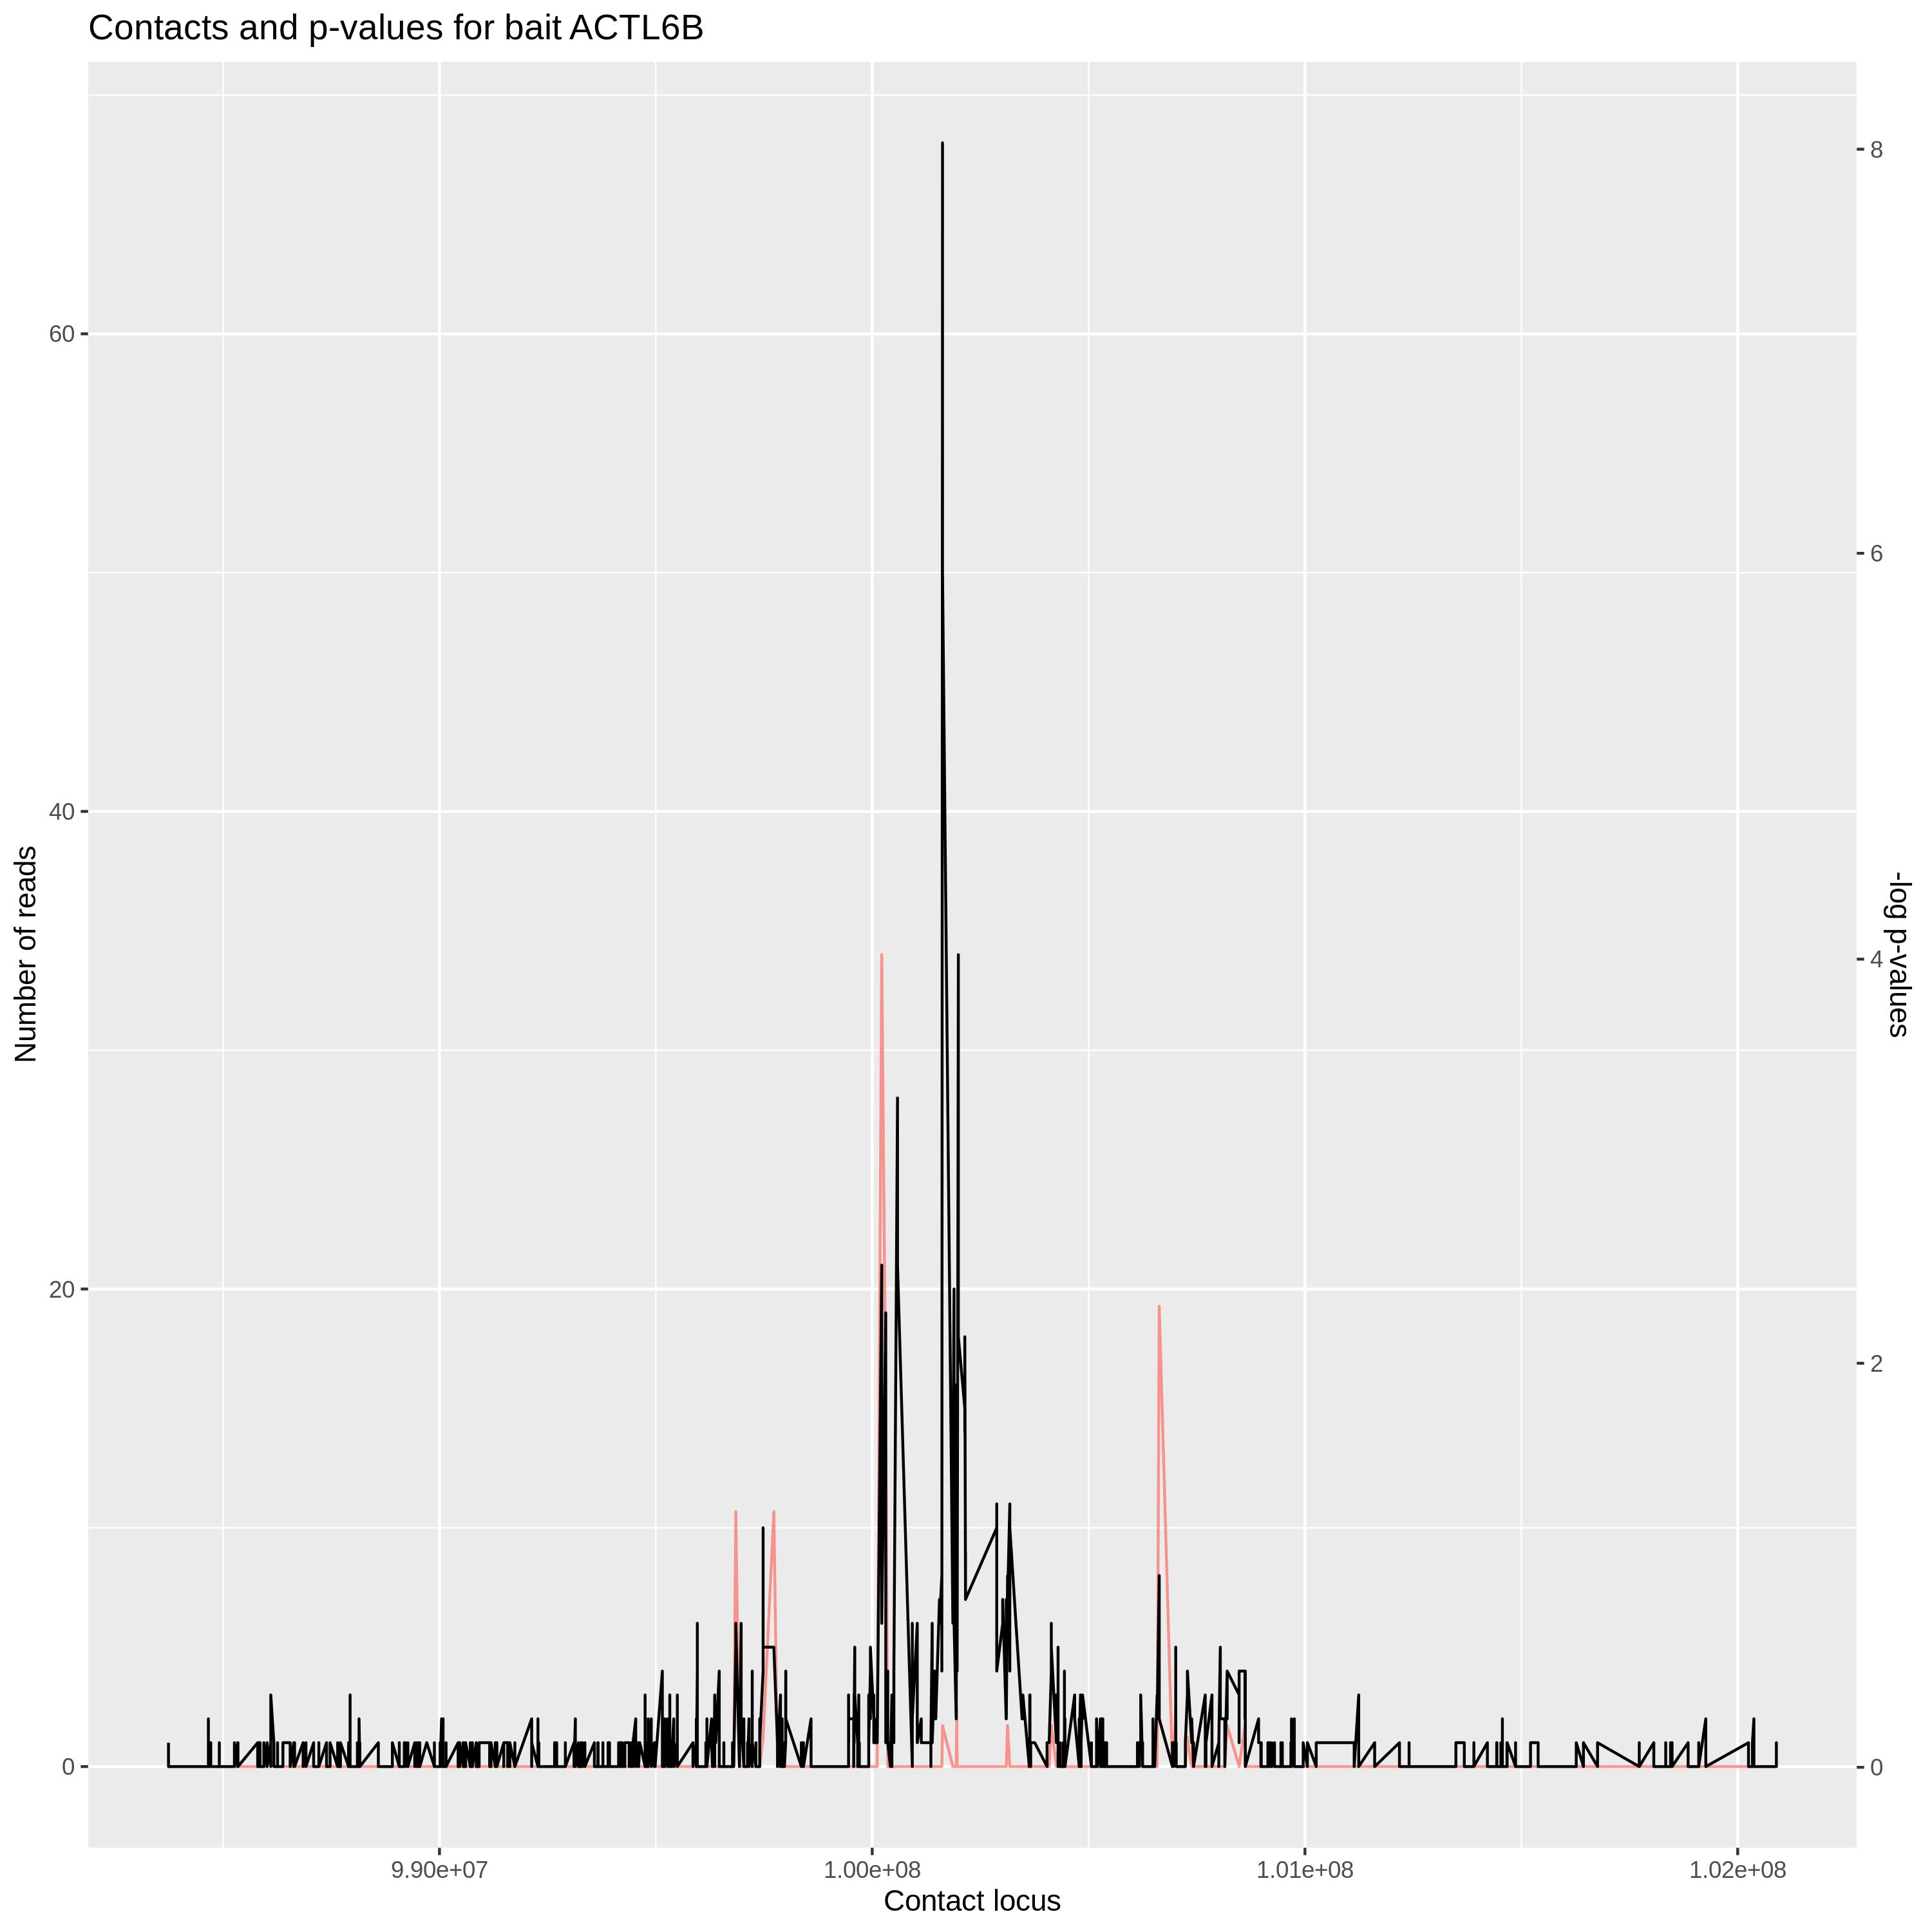 Contacts and p-values for bait ACTL6B
60
40
20
0
Number of reads
8
6
4
2
0
-log p-values
9.90e+07
1.00e+08
1.01e+08
1.02e+08
Contact locus